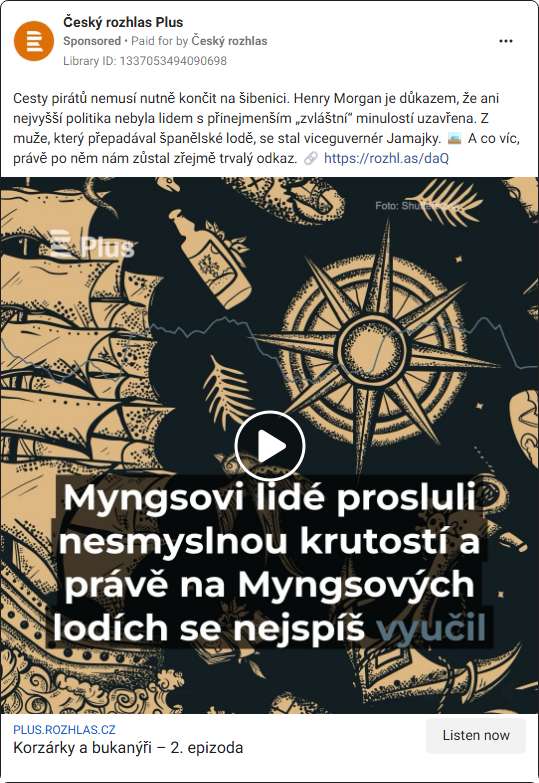 Český rozhlas Plus
Sponsored • Paid for by Český rozhlas
Library ID: 1337053494090698
Cesty pirátů nemusí nutně končit na šibenici. Henry Morgan je důkazem, že ani
nejvyšší politika nebyla lidem s přinejmenším „zvláštní“ minulostí uzavřena. Z
muže, který přepadával španělské lodě, se stal viceguvernér Jamajky. 🌊 A co víc,
právě po něm nám zůstal zřejmě trvalý odkaz. 🔗 https://rozhl.as/daQ
Foto:
Plus
Myngsovi lidé prosluli
nesmyslnou krutostí a
právě na Myngsových
lodích se nejspíš vyučil
PLUS.ROZHLAS.CZ
Korzárky a bukanýři – 2. epizoda
Listen now